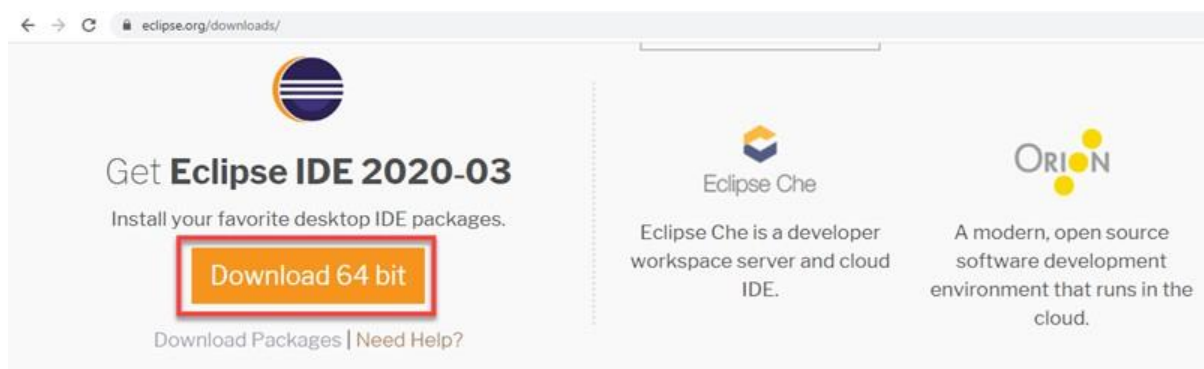 eclipse.org/downloads/
Get Eclipse IDE 2020-03
Install your favorite desktop IDE packages.
Download 64 bit
Download Packages | Need Help?
Eclipse Che
Eclipse Che is a developer
workspace server and cloud
IDE.
ORION
A modern, open source
software development
environment that runs in the
cloud.